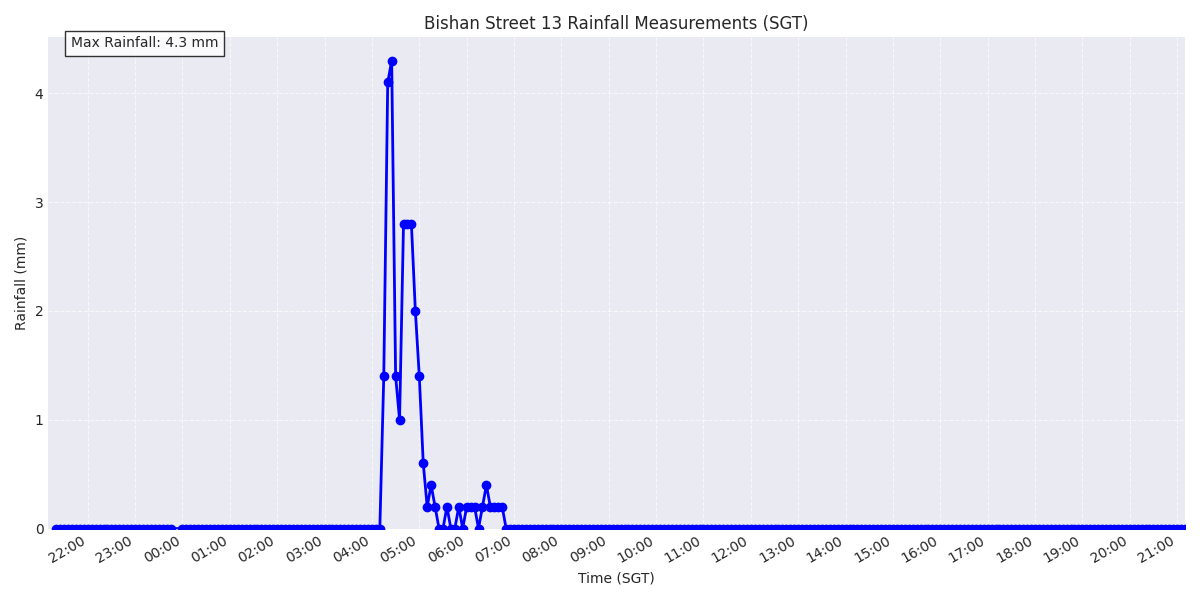 Bishan Street 13 Rainfall Measurements (SGT)
Max Rainfall: 4.3 mm
Rainfall (mm)
4
3
2
1
0
22:00 23:00 00:00 01:00 02:00 03:00 04:00 05:00 06:00 07:00 08:00 09:00 10:00 11:00 12:00 13:00 14:00 15:00 16:00 17:00 18:00 19:00 20:00 21:00
Time (SGT)